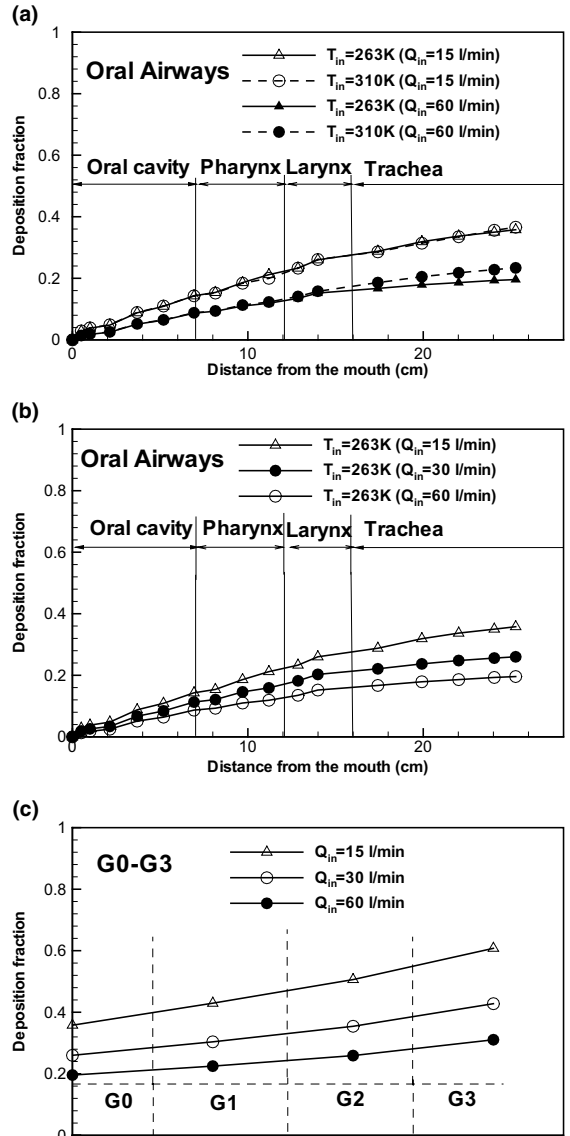 (a)
1
0.8
0.6
0.4
0.2
0
Deposition fraction
Oral Airways
T_in=263K (Q_in=15 l/min)
T_in=310K (Q_in=15 l/min)
T_in=263K (Q_in=60 l/min)
T_in=310K (Q_in=60 l/min)
Oral cavity Pharynx Larynx Trachea
0 10 20
Distance from the mouth (cm)
(b)
1
0.8
0.6
0.4
0.2
0
Deposition fraction
Oral Airways
T_in=263K (Q_in=15 l/min)
T_in=263K (Q_in=30 l/min)
T_in=263K (Q_in=60 l/min)
Oral cavity Pharynx Larynx Trachea
0 10 20
Distance from the mouth (cm)
(c)
1
0.8
0.6
0.4
0.2
0
Deposition fraction
G0-G3
Q_in=15 l/min
Q_in=30 l/min
Q_in=60 l/min
G0 G1 G2 G3